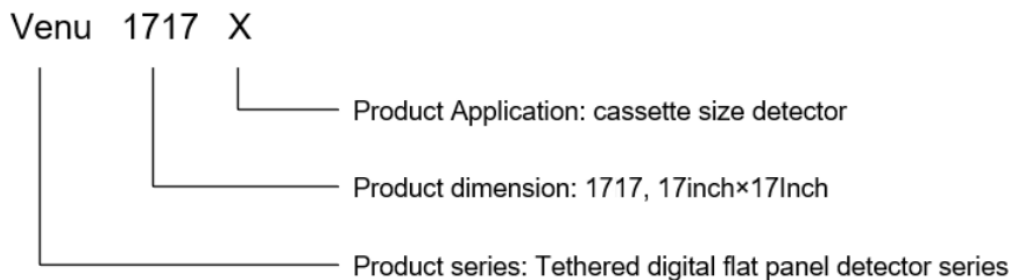 Venu 1717 X
Product Application: cassette size detector
Product dimension: 1717, 17inch×17Inch
Product series: Tethered digital flat panel detector series